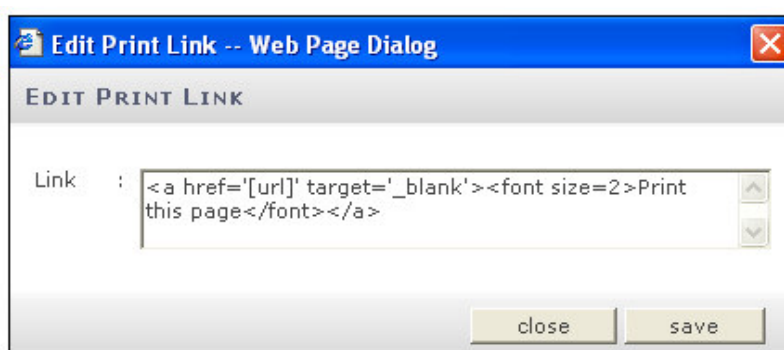 Edit Print Link -- Web Page Dialog
EDIT PRINT LINK
Link : <a href='[url]' target='_blank'><font size=2>Print
this page</font></a>
close save